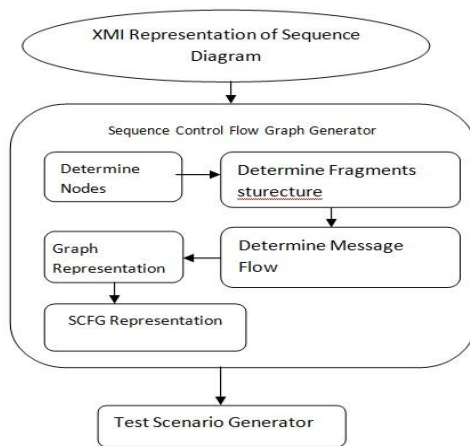 XMI Representation of Sequence
Diagram
Sequence Control Flow Graph Generator
Determine
Nodes
Determine Fragments
sturecture
Determine Message
Flow
Graph
Representation
SCFG Representation
Test Scenario Generator